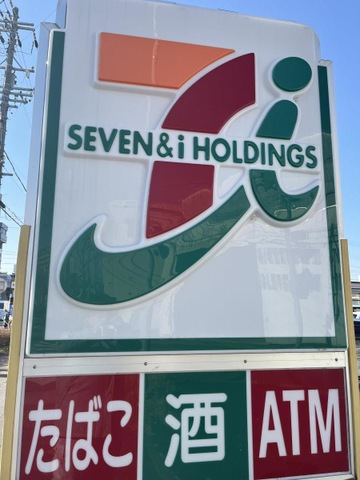 SEVEN&i HOLDINGS
たばこ 酒 ATM